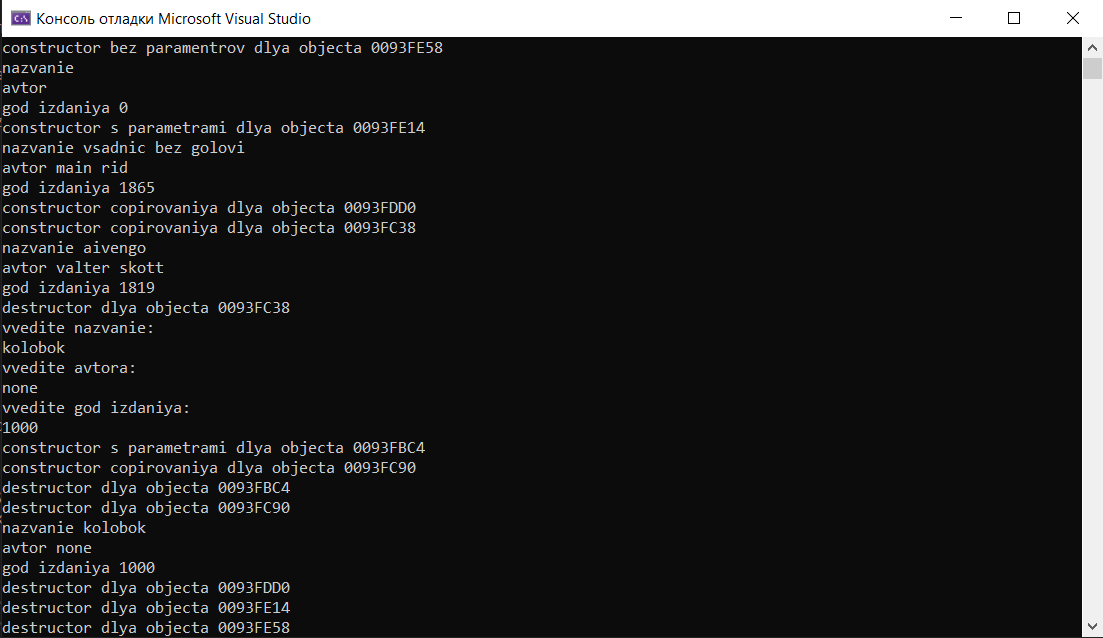 Консоль отладки Microsoft Visual Studio
constructor bez paramentrov dlya objecta 0093FE58
nazvanie
avtor
god izdaniya 0
constructor s parametrami dlya objecta 0093FE14
nazvanie vsadnic bez golovi
avtor main rid
god izdaniya 1865
constructor copirovaniya dlya objecta 0093FDD0
constructor copirovaniya dlya objecta 0093FC38
nazvanie aivengo
avtor valter skott
god izdaniya 1819
destructor dlya objecta 0093FC38
vvedite nazvanie:
kolobok
vvedite avtora:
none
vvedite god izdaniya:
1000
constructor s parametrami dlya objecta 0093FBC4
constructor copirovaniya dlya objecta 0093FC90
destructor dlya objecta 0093FBC4
destructor dlya objecta 0093FC90
nazvanie kolobok
avtor none
god izdaniya 1000
destructor dlya objecta 0093FDD0
destructor dlya objecta 0093FE14
destructor dlya objecta 0093FE58